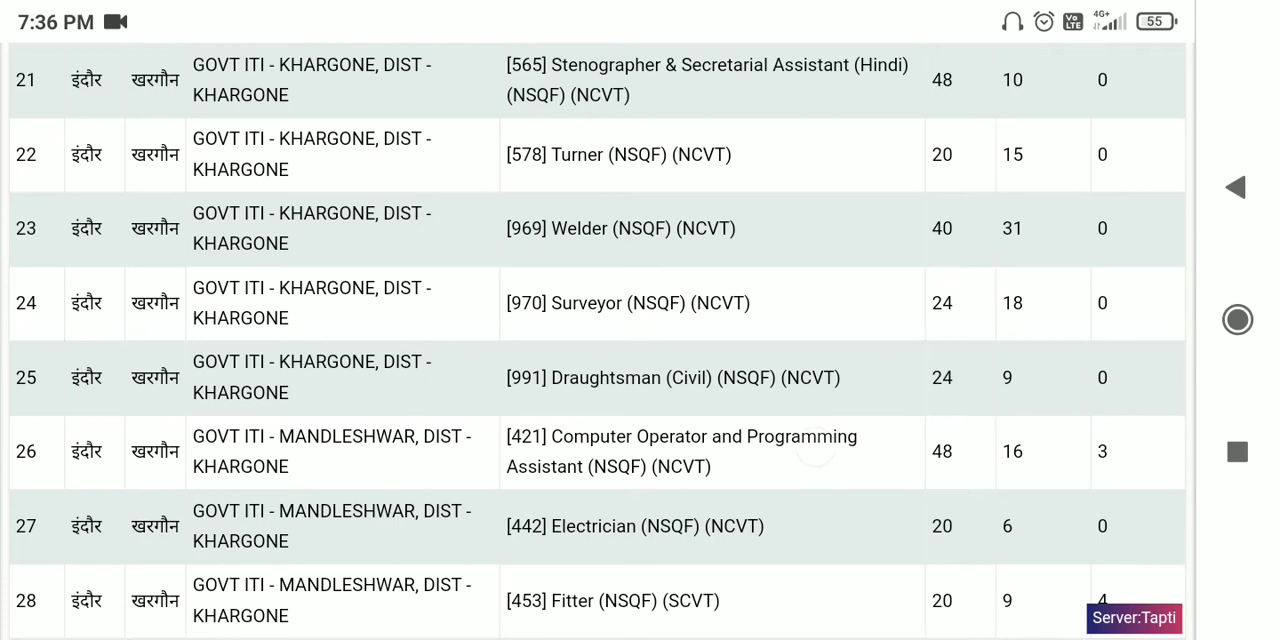 7:36 PM
Vo LTE 4G+ 55
21 इंदौर खरगौन GOVT ITI - KHARGONE, DIST - KHARGONE [565] Stenographer & Secretarial Assistant (Hindi) (NSQF) (NCVT) 48 10 0
22 इंदौर खरगौन GOVT ITI - KHARGONE, DIST - KHARGONE [578] Turner (NSQF) (NCVT) 20 15 0
23 इंदौर खरगौन GOVT ITI - KHARGONE, DIST - KHARGONE [969] Welder (NSQF) (NCVT) 40 31 0
24 इंदौर खरगौन GOVT ITI - KHARGONE, DIST - KHARGONE [970] Surveyor (NSQF) (NCVT) 24 18 0
25 इंदौर खरगौन GOVT ITI - KHARGONE, DIST - KHARGONE [991] Draughtsman (Civil) (NSQF) (NCVT) 24 9 0
26 इंदौर खरगौन GOVT ITI - MANDLESHWAR, DIST - KHARGONE [421] Computer Operator and Programming Assistant (NSQF) (NCVT) 48 16 3
27 इंदौर खरगौन GOVT ITI - MANDLESHWAR, DIST - KHARGONE [442] Electrician (NSQF) (NCVT) 20 6 0
28 इंदौर खरगौन GOVT ITI - MANDLESHWAR, DIST - KHARGONE [453] Fitter (NSQF) (SCVT) 20 9 4
Server:Tapti